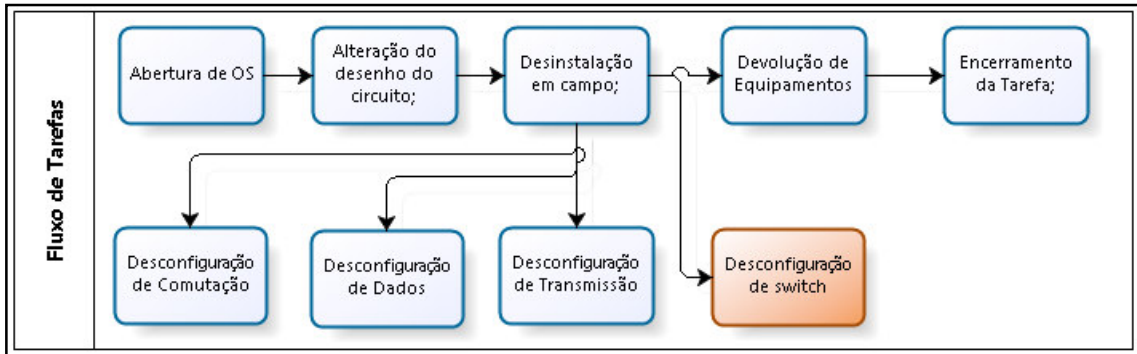 Fluxo de Tarefas
Abertura de OS
Alteração do
desenho do
circuito;
Desinstalação
em campo;
Devolução de
Equipamentos
Encerramento
da Tarefa;
Desconfiguração
de Comutação
Desconfiguração
de Dados
Desconfiguração
de Transmissão
Desconfiguração
de switch